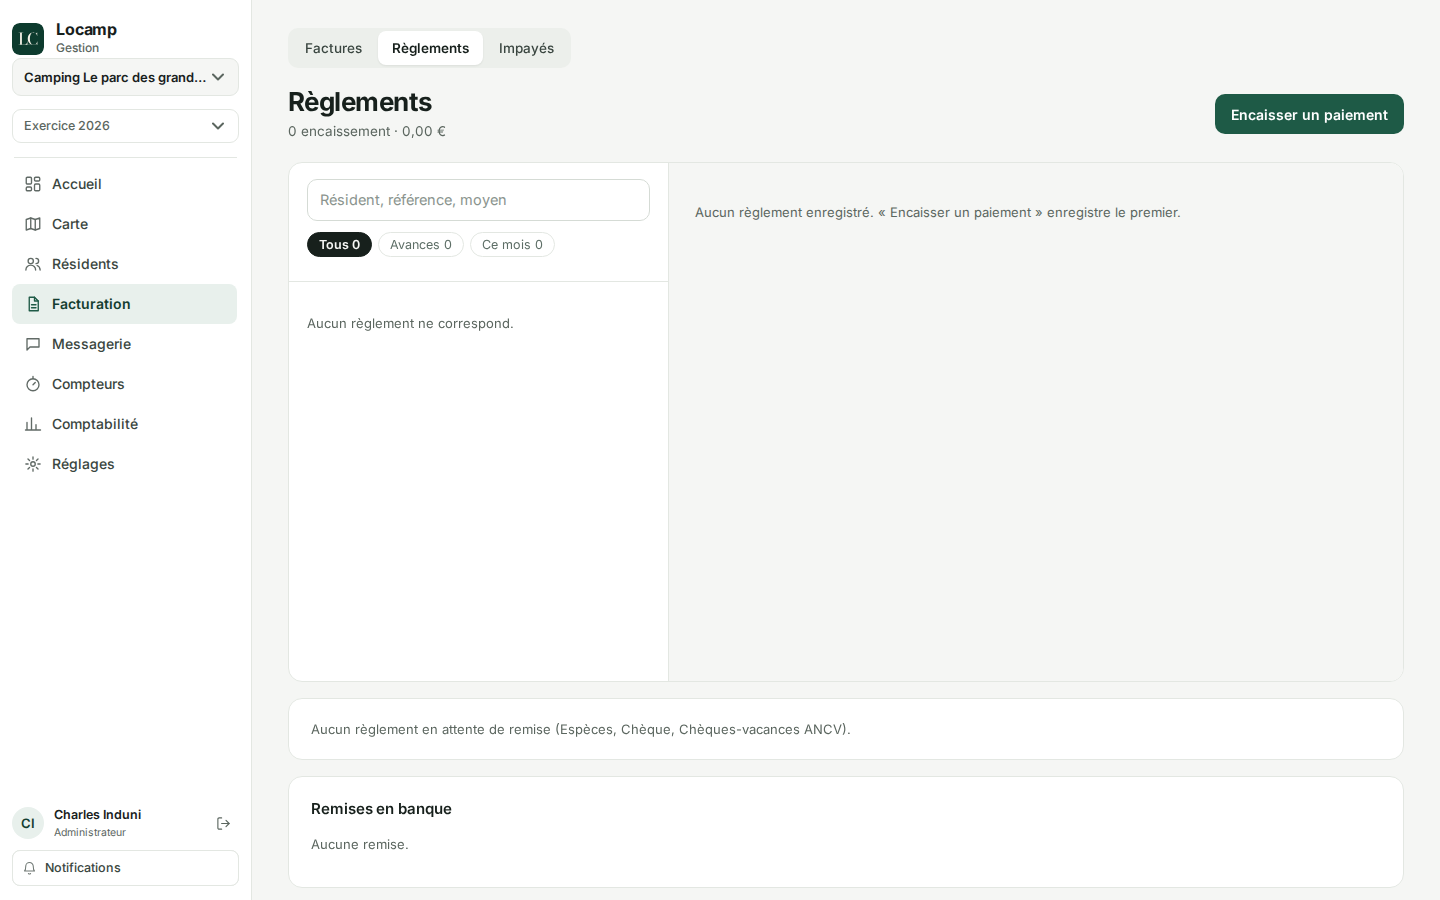 LC
Locamp
Gestion
Camping Le parc des grand...
Exercice 2026
Accueil
Carte
Résidents
Facturation
Messagerie
Compteurs
Comptabilité
Réglages
CI
Charles Induni
Administrateur
Notifications
Factures
Règlements
Impayés
Règlements
0 encaissement · 0,00 €
Encaisser un paiement
Résident, référence, moyen
Tous 0
Avances 0
Ce mois 0
Aucun règlement ne correspond.
Aucun règlement enregistré. « Encaisser un paiement » enregistre le premier.
Aucun règlement en attente de remise (Espèces, Chèque, Chèques-vacances ANCV).
Remises en banque
Aucune remise.